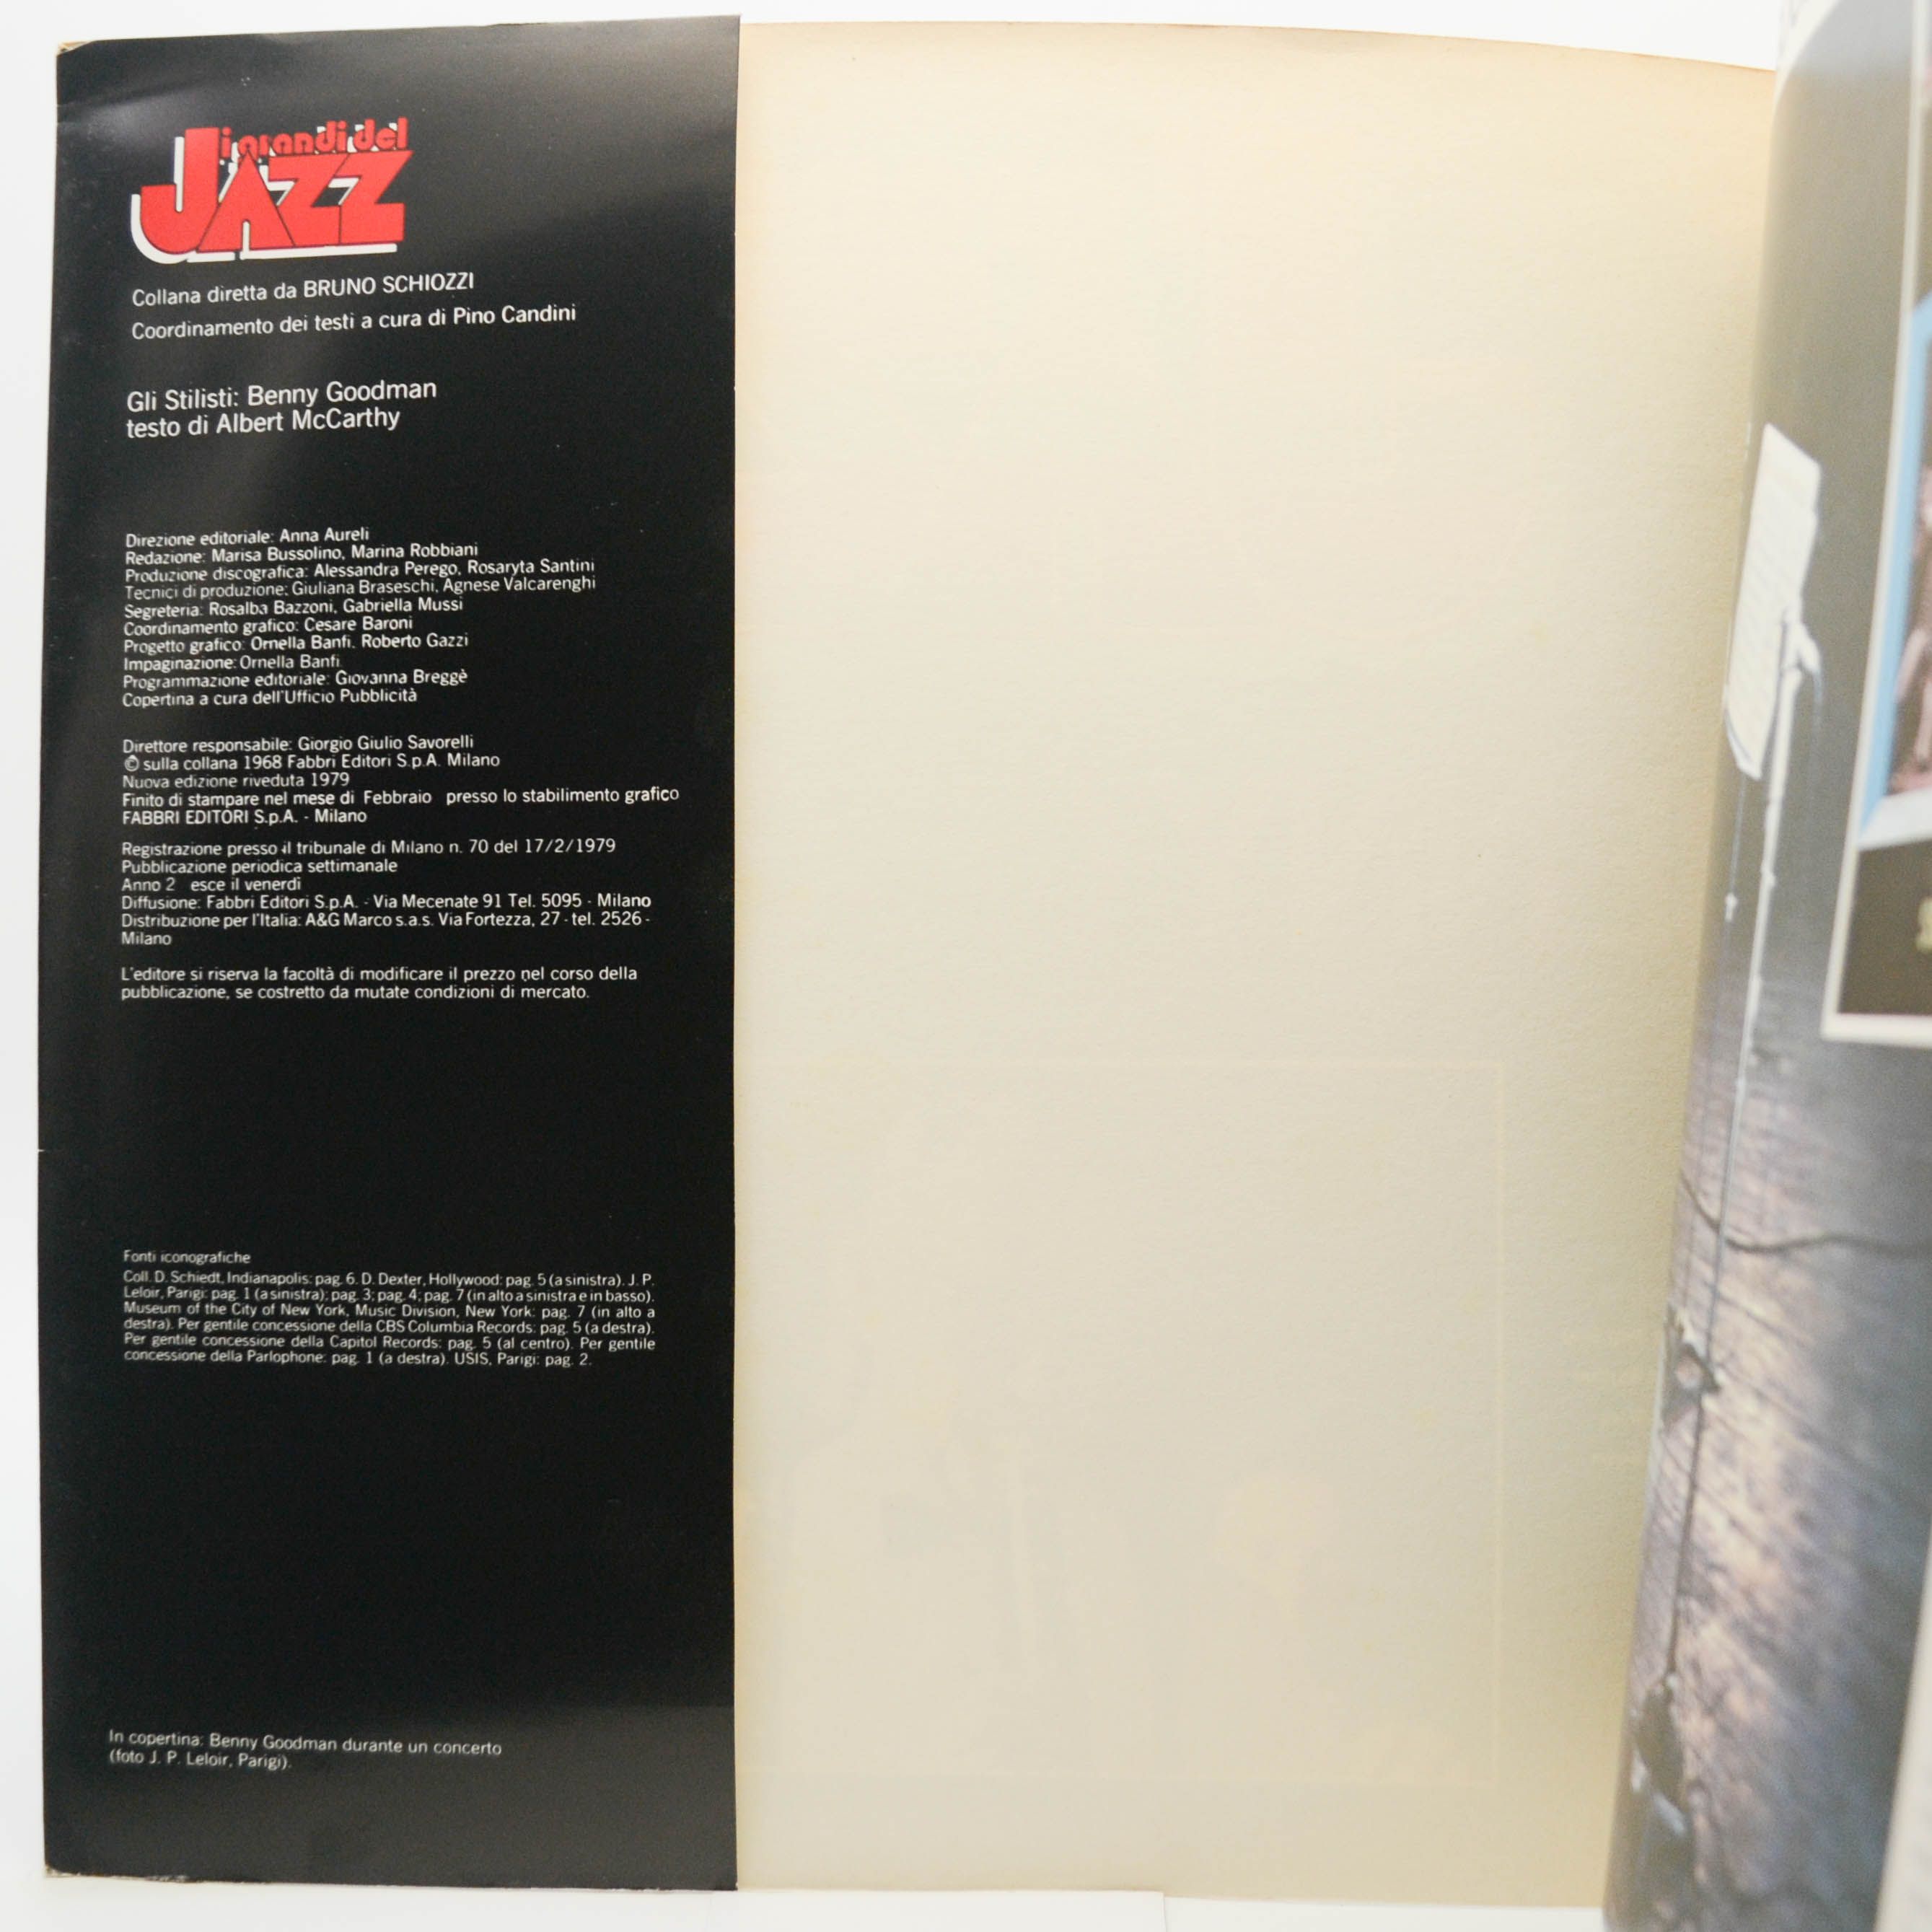 i grandi del
JAZZ
Collana diretta da BRUNO SCHIOZZI
Coordinamento dei testi a cura di Pino Candini
Gli Stilisti: Benny Goodman
testo di Albert McCarthy
Direzione editoriale: Anna Aureli
Redazione: Marisa Bussolino, Marina Robbiani
Produzione discografica: Alessandra Perego, Rosaryta Santini
Tecnici di produzione: Giuliana Braseschi, Agnese Valcarenghi
Segreteria: Rosalba Bazzoni, Gabriella Mussi
Coordinamento grafico: Cesare Baroni
Progetto grafico: Ornella Banfi, Roberto Gazzi
Impaginazione: Ornella Banfi
Programmazione editoriale: Giovanna Breggè
Copertina a cura dell'Ufficio Pubblicità
Direttore responsabile: Giorgio Giulio Savorelli
© sulla collana 1968 Fabbri Editori S.p.A. Milano
Nuova edizione riveduta 1979
Finito di stampare nel mese di Febbraio presso lo stabilimento grafico
FABBRI EDITORI S.p.A. - Milano
Registrazione presso il tribunale di Milano n. 70 del 17/2/1979
Pubblicazione periodica settimanale
Anno 2 esce il venerdì
Diffusione: Fabbri Editori S.p.A. - Via Mecenate 91 Tel. 5095 - Milano
Distribuzione per l'Italia: A&G Marco s.a.s. Via Fortezza, 27 - tel. 2526 -
Milano
L'editore si riserva la facoltà di modificare il prezzo nel corso della
pubblicazione, se costretto da mutate condizioni di mercato.
Fonti iconografiche
Coll. D. Schiedt, Indianapolis: pag. 6. D. Dexter, Hollywood: pag. 5 (a sinistra). J. P.
Leloir, Parigi: pag. 1 (a sinistra); pag. 3; pag. 4; pag. 7 (in alto a sinistra e in basso).
Museum of the City of New York, Music Division, New York: pag. 7 (in alto a
destra). Per gentile concessione della CBS Columbia Records: pag. 5 (a destra).
Per gentile concessione della Capitol Records: pag. 5 (al centro). Per gentile
concessione della Parlophone: pag. 1 (a destra). USIS, Parigi: pag. 2.
In copertina: Benny Goodman durante un concerto
(foto J. P. Leloir, Parigi).